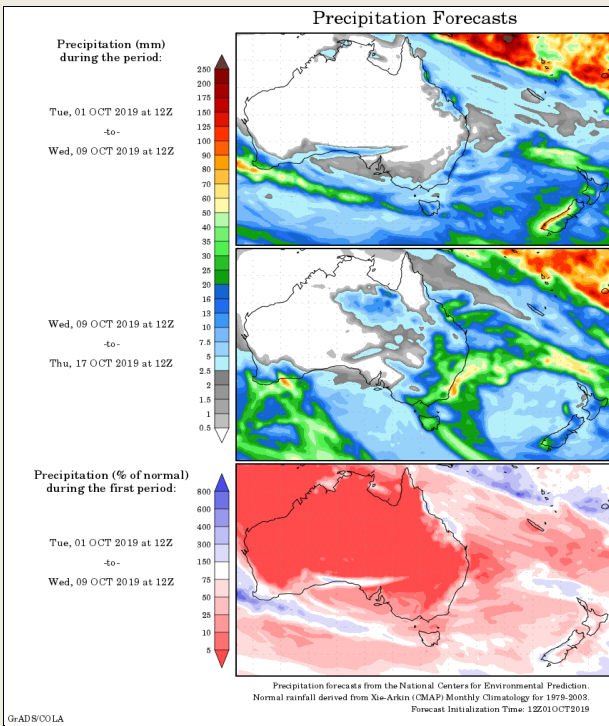 Precipitation Forecasts
Precipitation (mm)
during the period:
Tue, 01 OCT 2019 at 12Z
-to-
Wed, 09 OCT 2019 at 12Z
250
200
175
150
125
100
90
80
70
60
50
40
35
30
25
20
16
13
10
7.5
5
2.5
2
1.5
1
0.5
Wed, 09 OCT 2019 at 12Z
-to-
Thu, 17 OCT 2019 at 12Z
Precipitation (% of normal)
during the first period:
Tue, 01 OCT 2019 at 12Z
-to-
Wed, 09 OCT 2019 at 12Z
800
600
400
300
150
75
50
25
10
5
Precipitation forecasts from the National Centers for Environmental Prediction.
Normal rainfall derived from Xie-Arkin (CMAP) Monthly Climatology for 1979-2003.
Forecast Initialization Time: 12Z01OCT2019
GrADS/COLA